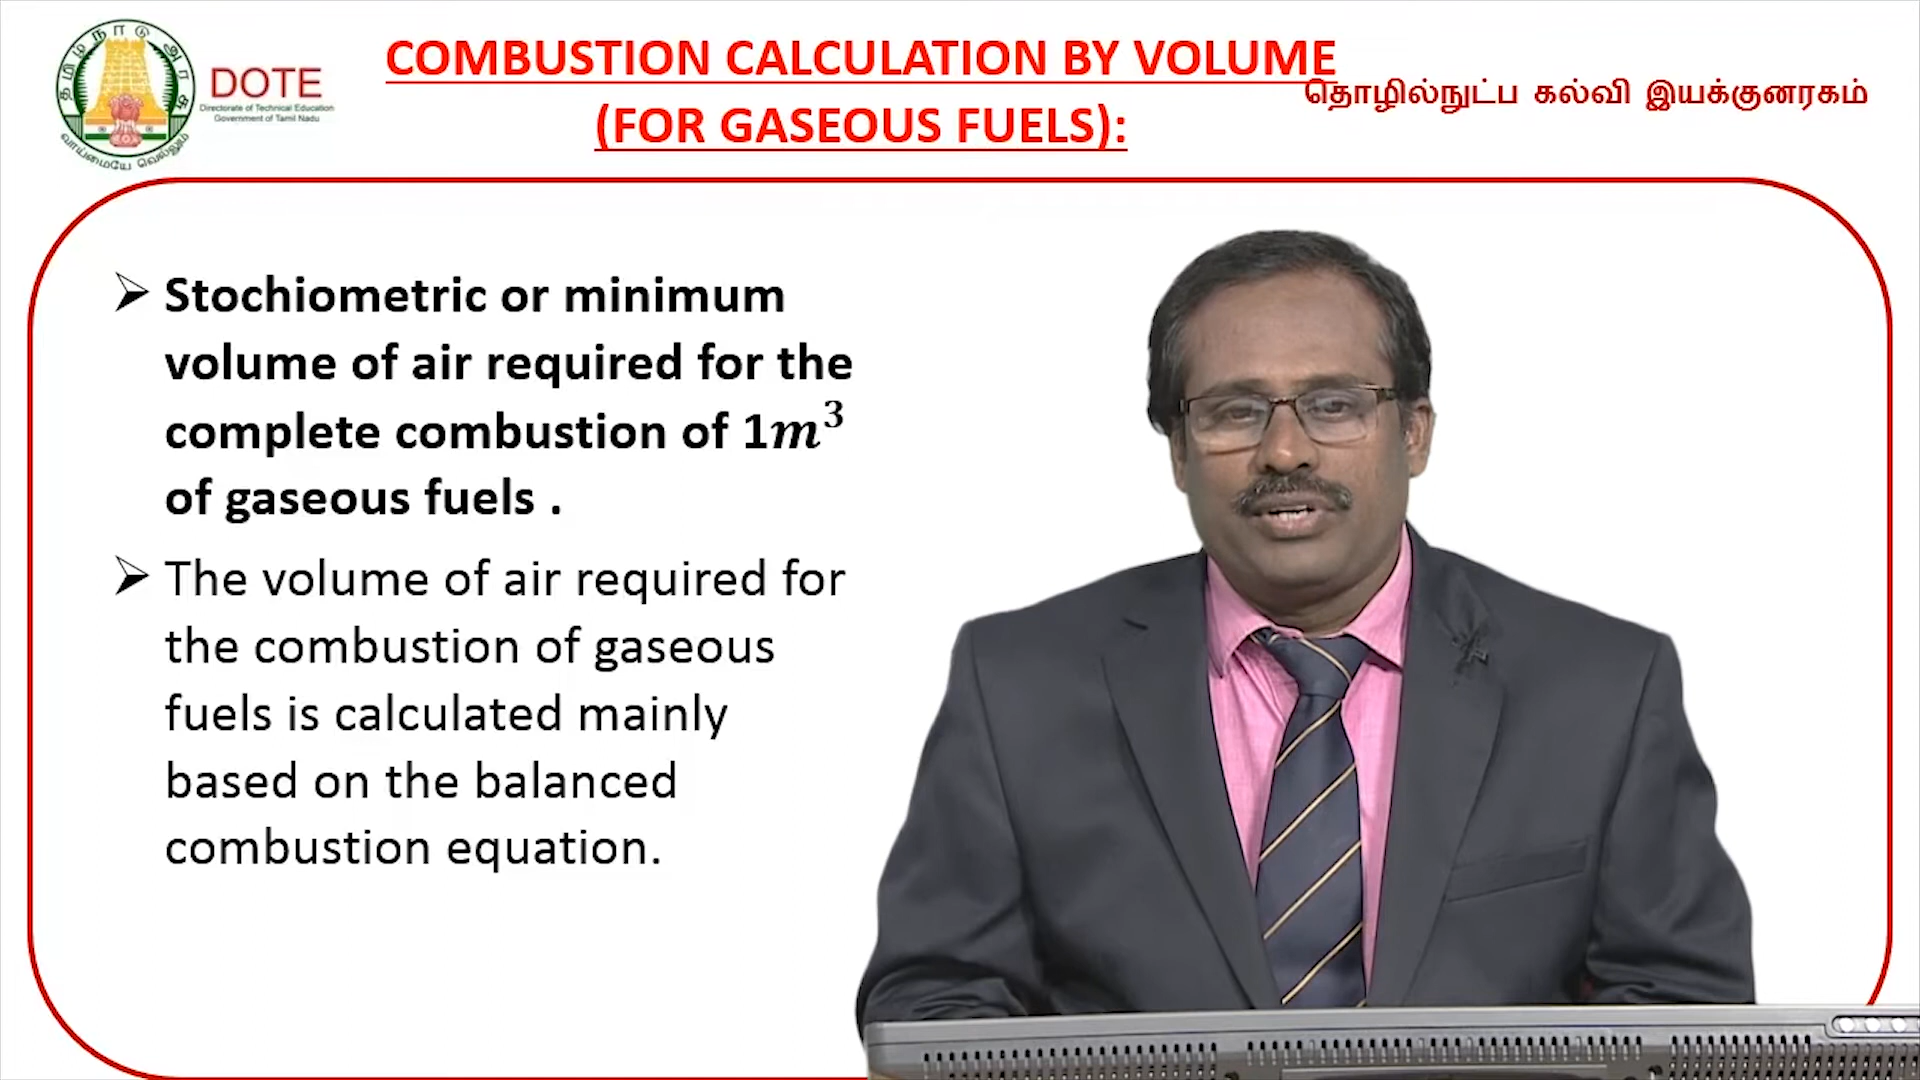 தமிழ்நாடு அரசு
வாய்மையே வெல்லும்
DOTE
Directorate of Technical Education
Government of Tamil Nadu
COMBUSTION CALCULATION BY VOLUME
(FOR GASEOUS FUELS):
தொழில்நுட்ப கல்வி இயக்குனரகம்
➢ Stochiometric or minimum
volume of air required for the
complete combustion of 1m³
of gaseous fuels .
➢ The volume of air required for
the combustion of gaseous
fuels is calculated mainly
based on the balanced
combustion equation.